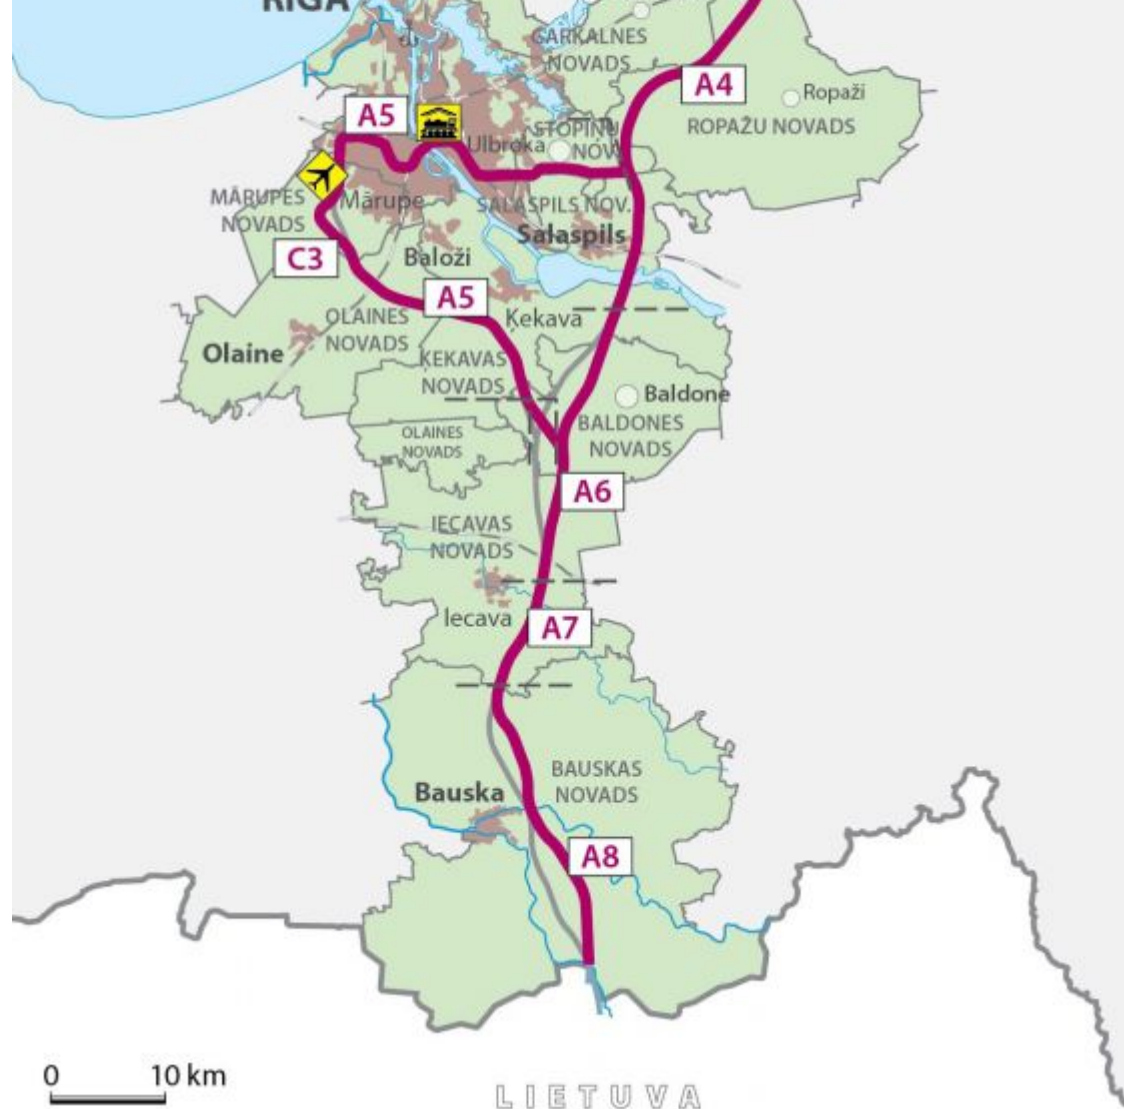 RĪGA
GARKALNES
NOVADS
A4
Ropaži
ROPAŽU NOVADS
A5
STOPIŅU
NOV.
Ulbroka
MĀRUPES
NOVADS
Mārupe
SALASPILS NOV.
Salaspils
C3
Baloži
A5
OLAINES
NOVADS
Ķekava
Olaine
ĶEKAVAS
NOVADS
Baldone
BALDONES
NOVADS
OLAINES
NOVADS
A6
IECAVAS
NOVADS
Iecava
A7
BAUSKAS
NOVADS
Bauska
A8
0 10 km
LIETUVA